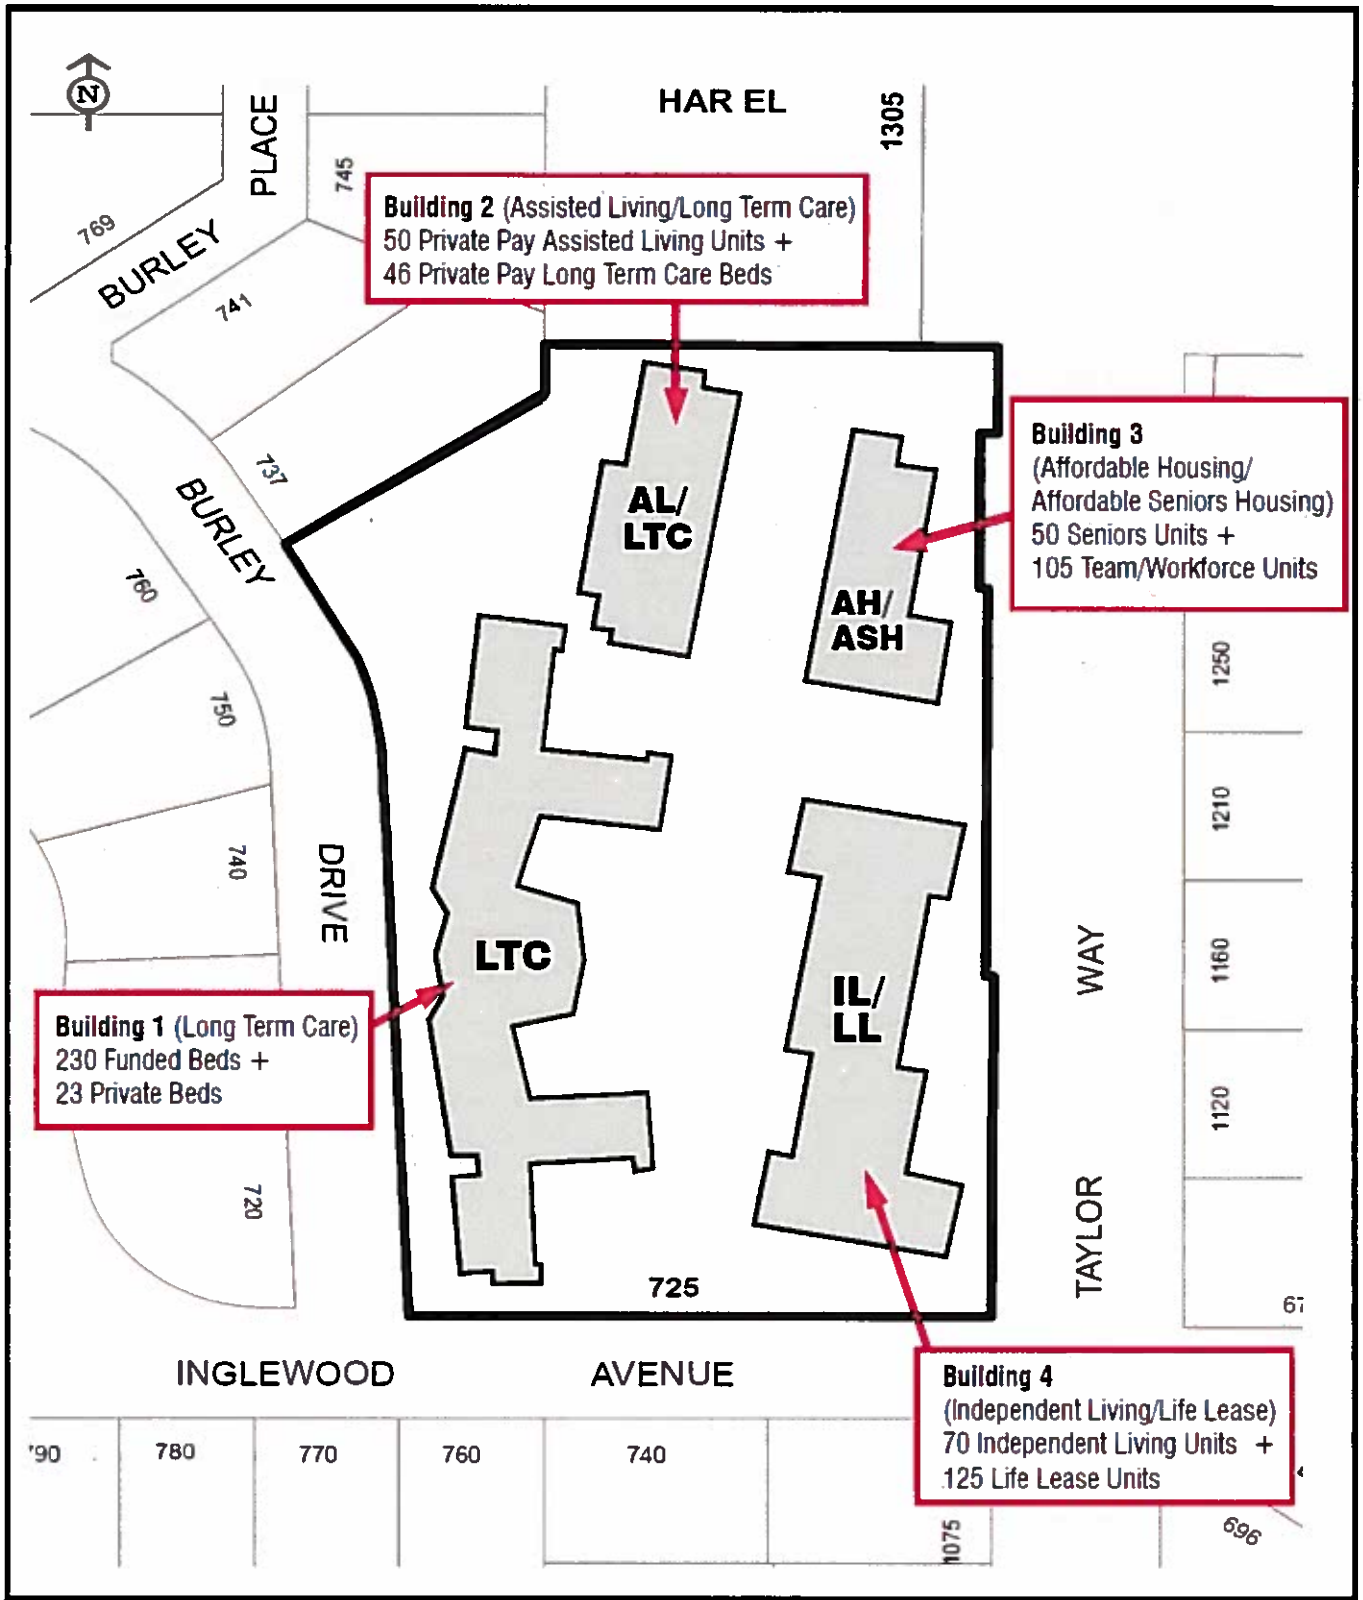 N
HAR EL
1305
PLACE
745
769
BURLEY
741
Building 2 (Assisted Living/Long Term Care)
50 Private Pay Assisted Living Units +
46 Private Pay Long Term Care Beds
737
BURLEY
760
750
740
DRIVE
720
AL/
LTC
AH/
ASH
Building 3
(Affordable Housing/
Affordable Seniors Housing)
50 Seniors Units +
105 Team/Workforce Units
1250
1210
1160
1120
LTC
IL/
LL
WAY
TAYLOR
Building 1 (Long Term Care)
230 Funded Beds +
23 Private Beds
725
67
INGLEWOOD AVENUE
Building 4
(Independent Living/Life Lease)
70 Independent Living Units +
125 Life Lease Units
'90
780
770
760
740
1075
696